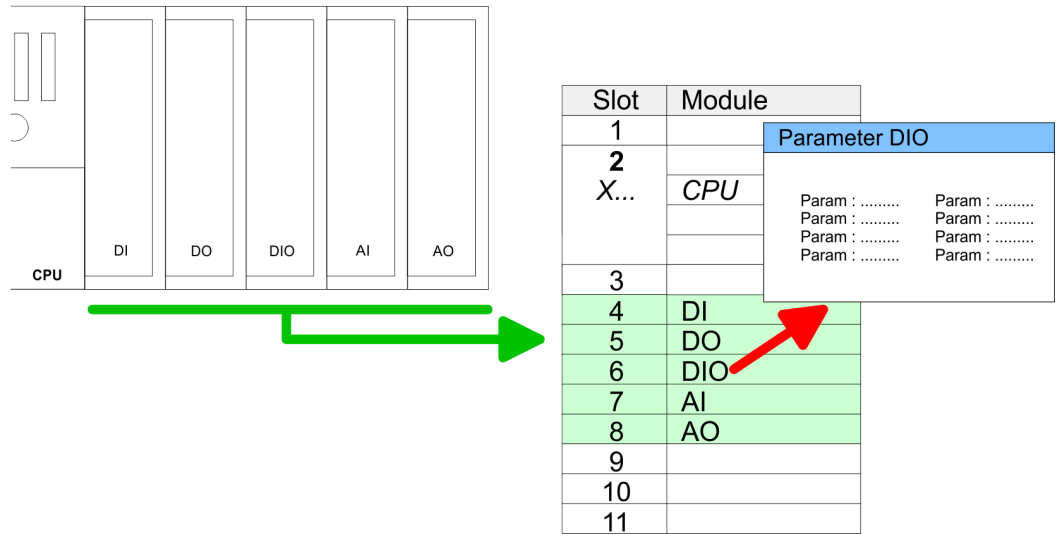 DI DO DIO AI AO
CPU
Slot Module
1
2
X... CPU
3
4 DI
5 DO
6 DIO
7 AI
8 AO
9
10
11
Parameter DIO
Param : ......... Param : .........
Param : ......... Param : .........
Param : ......... Param : .........
Param : ......... Param : .........